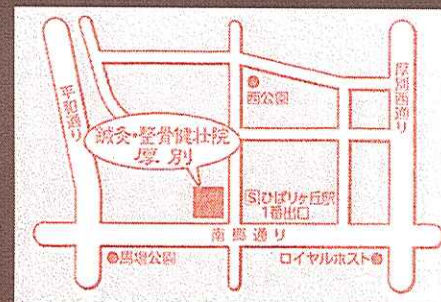 平和通り
西公園
厚別西通り
鍼灸・整骨健壮院
厚別
Sひばりヶ丘駅
1番出口
南郷通り
馬場公園
ロイヤルホスト